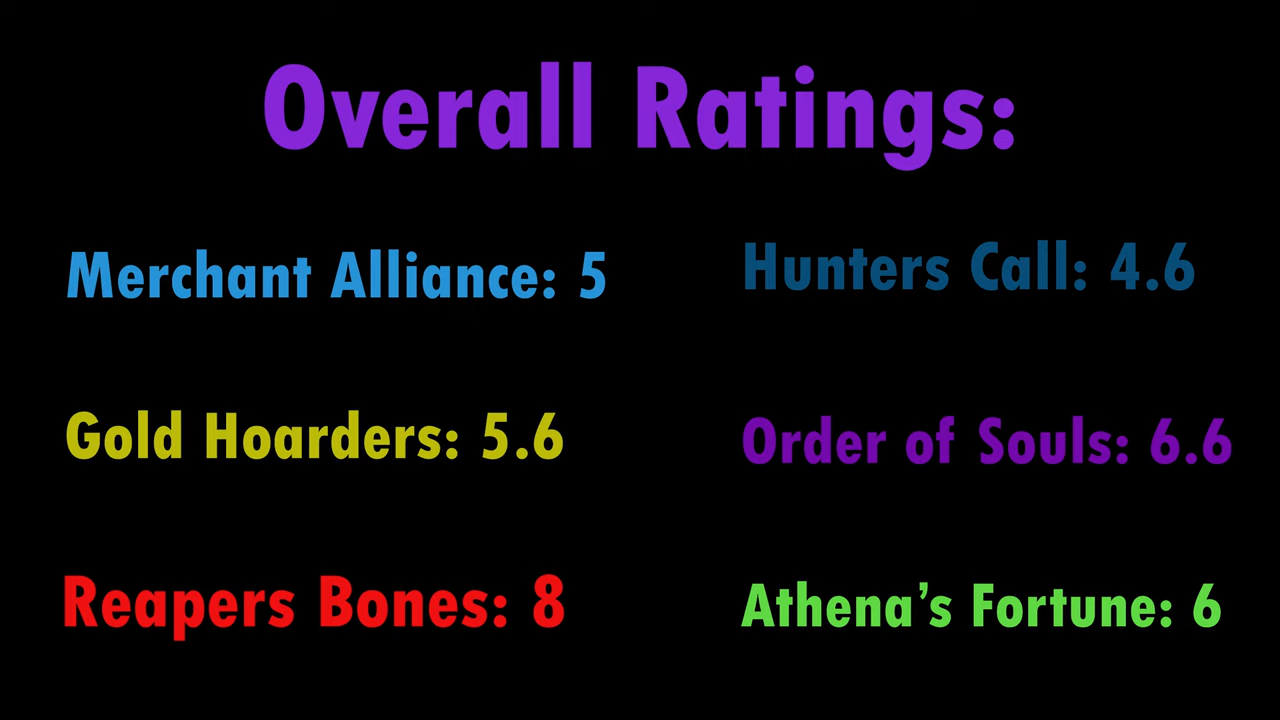 Overall Ratings:
Merchant Alliance: 5
Hunters Call: 4.6
Gold Hoarders: 5.6
Order of Souls: 6.6
Reapers Bones: 8
Athena’s Fortune: 6